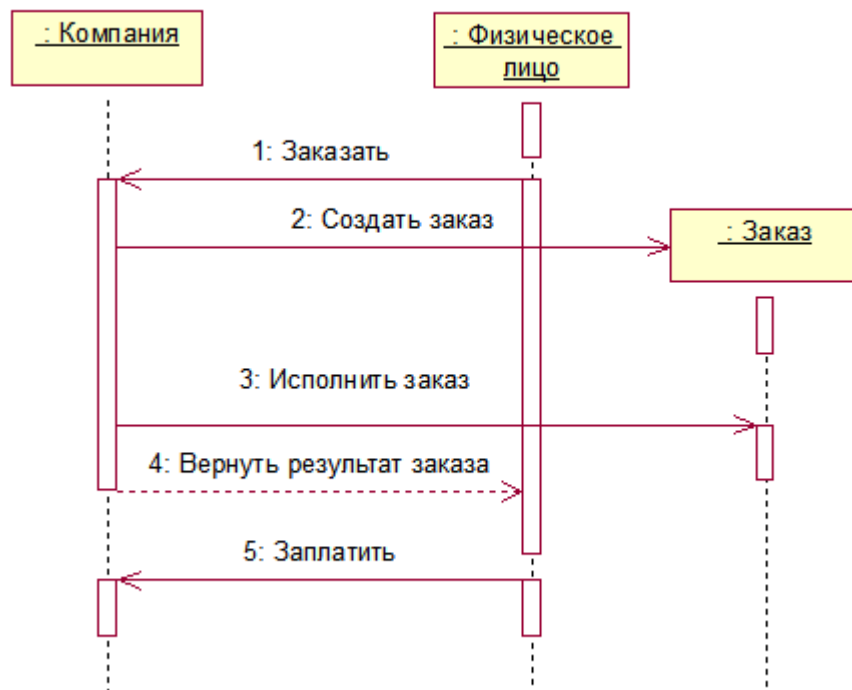 : Компания
: Физическое
лицо
1: Заказать
2: Создать заказ
: Заказ
3: Исполнить заказ
4: Вернуть результат заказа
5: Заплатить